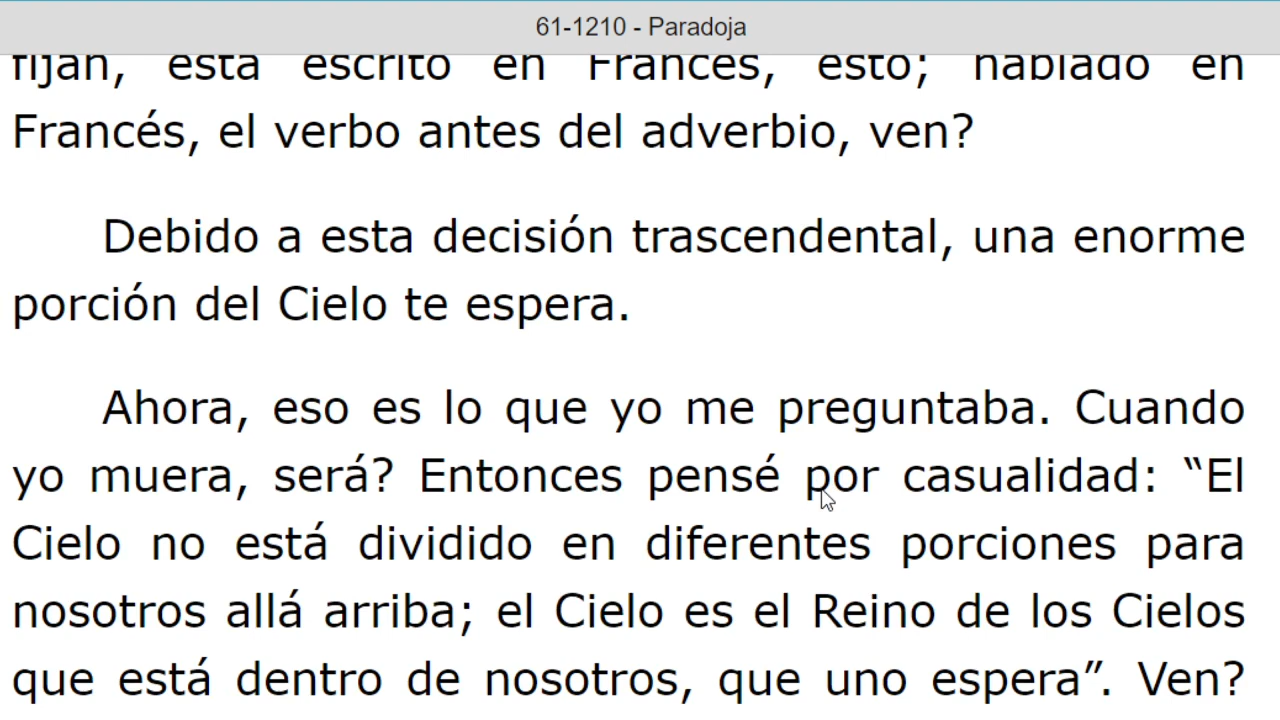 61-1210 - Paradoja
fijan, está escrito en Francés, esto; hablado en
Francés, el verbo antes del adverbio, ven?
Debido a esta decisión trascendental, una enorme
porción del Cielo te espera.
Ahora, eso es lo que yo me preguntaba. Cuando
yo muera, será? Entonces pensé por casualidad: “El
Cielo no está dividido en diferentes porciones para
nosotros allá arriba; el Cielo es el Reino de los Cielos
que está dentro de nosotros, que uno espera”. Ven?